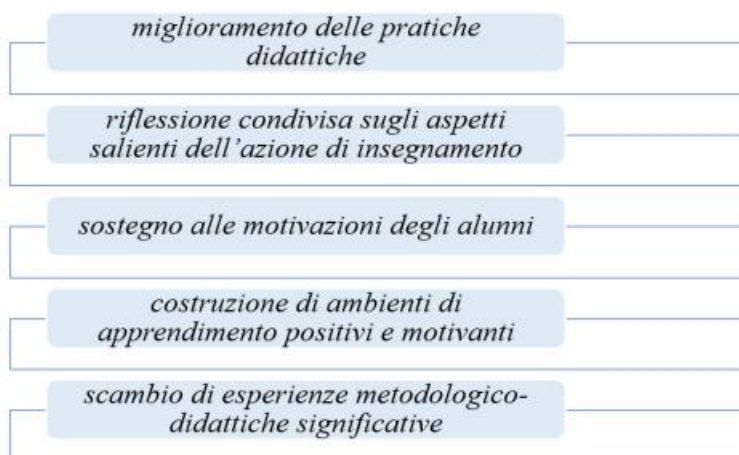 miglioramento delle pratiche
didattiche
riflessione condivisa sugli aspetti
salienti dell'azione di insegnamento
sostegno alle motivazioni degli alunni
costruzione di ambienti di
apprendimento positivi e motivanti
scambio di esperienze metodologico-
didattiche significative